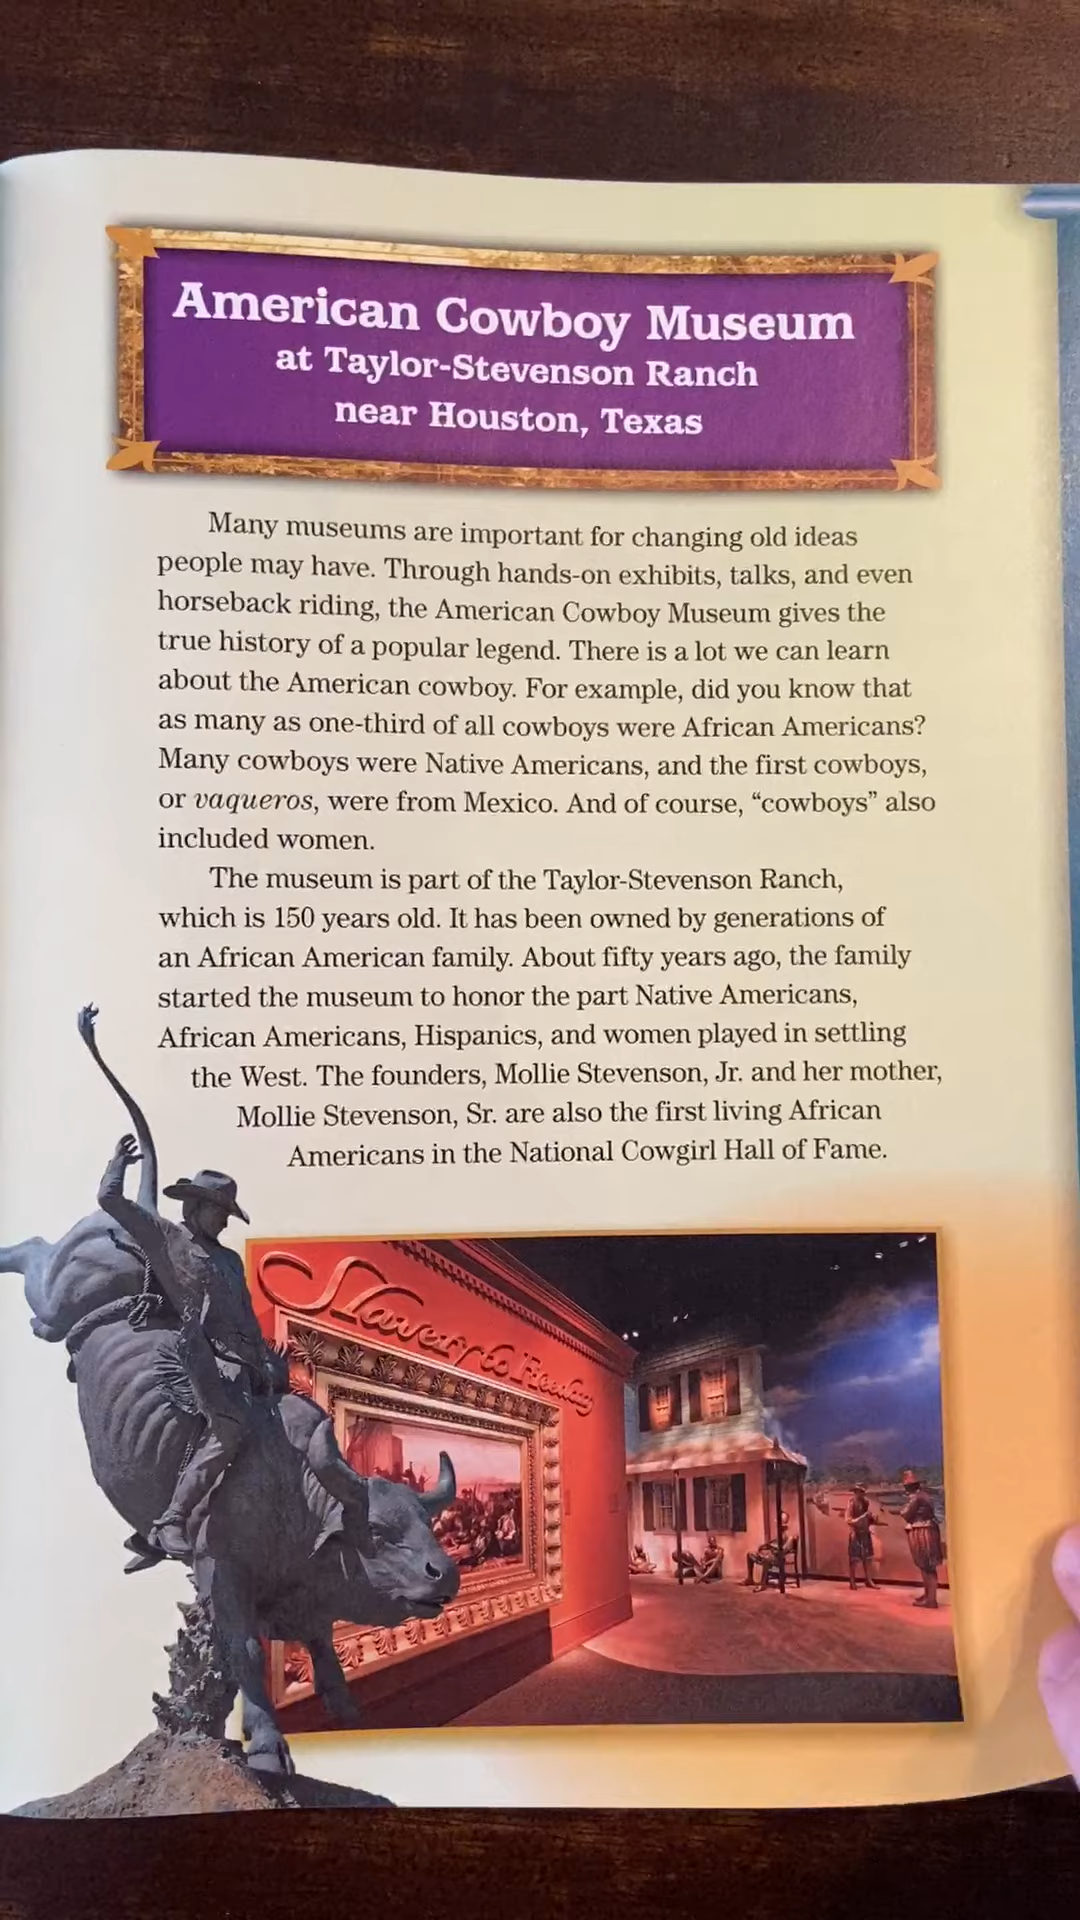 American Cowboy Museum
at Taylor-Stevenson Ranch
near Houston, Texas
Many museums are important for changing old ideas
people may have. Through hands-on exhibits, talks, and even
horseback riding, the American Cowboy Museum gives the
true history of a popular legend. There is a lot we can learn
about the American cowboy. For example, did you know that
as many as one-third of all cowboys were African Americans?
Many cowboys were Native Americans, and the first cowboys,
or vaqueros, were from Mexico. And of course, “cowboys” also
included women.
The museum is part of the Taylor-Stevenson Ranch,
which is 150 years old. It has been owned by generations of
an African American family. About fifty years ago, the family
started the museum to honor the part Native Americans,
African Americans, Hispanics, and women played in settling
the West. The founders, Mollie Stevenson, Jr. and her mother,
Mollie Stevenson, Sr. are also the first living African
Americans in the National Cowgirl Hall of Fame.
Slavery to Freedom